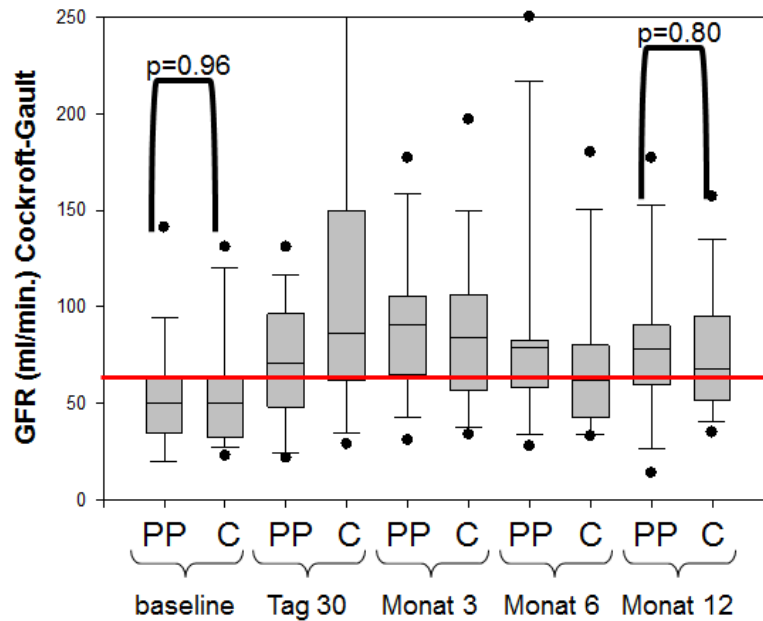 GFR (ml/min.) Cockroft-Gault
250
200
150
100
50
0
p=0.96
p=0.80
PP C PP C PP C PP C PP C
baseline Tag 30 Monat 3 Monat 6 Monat 12